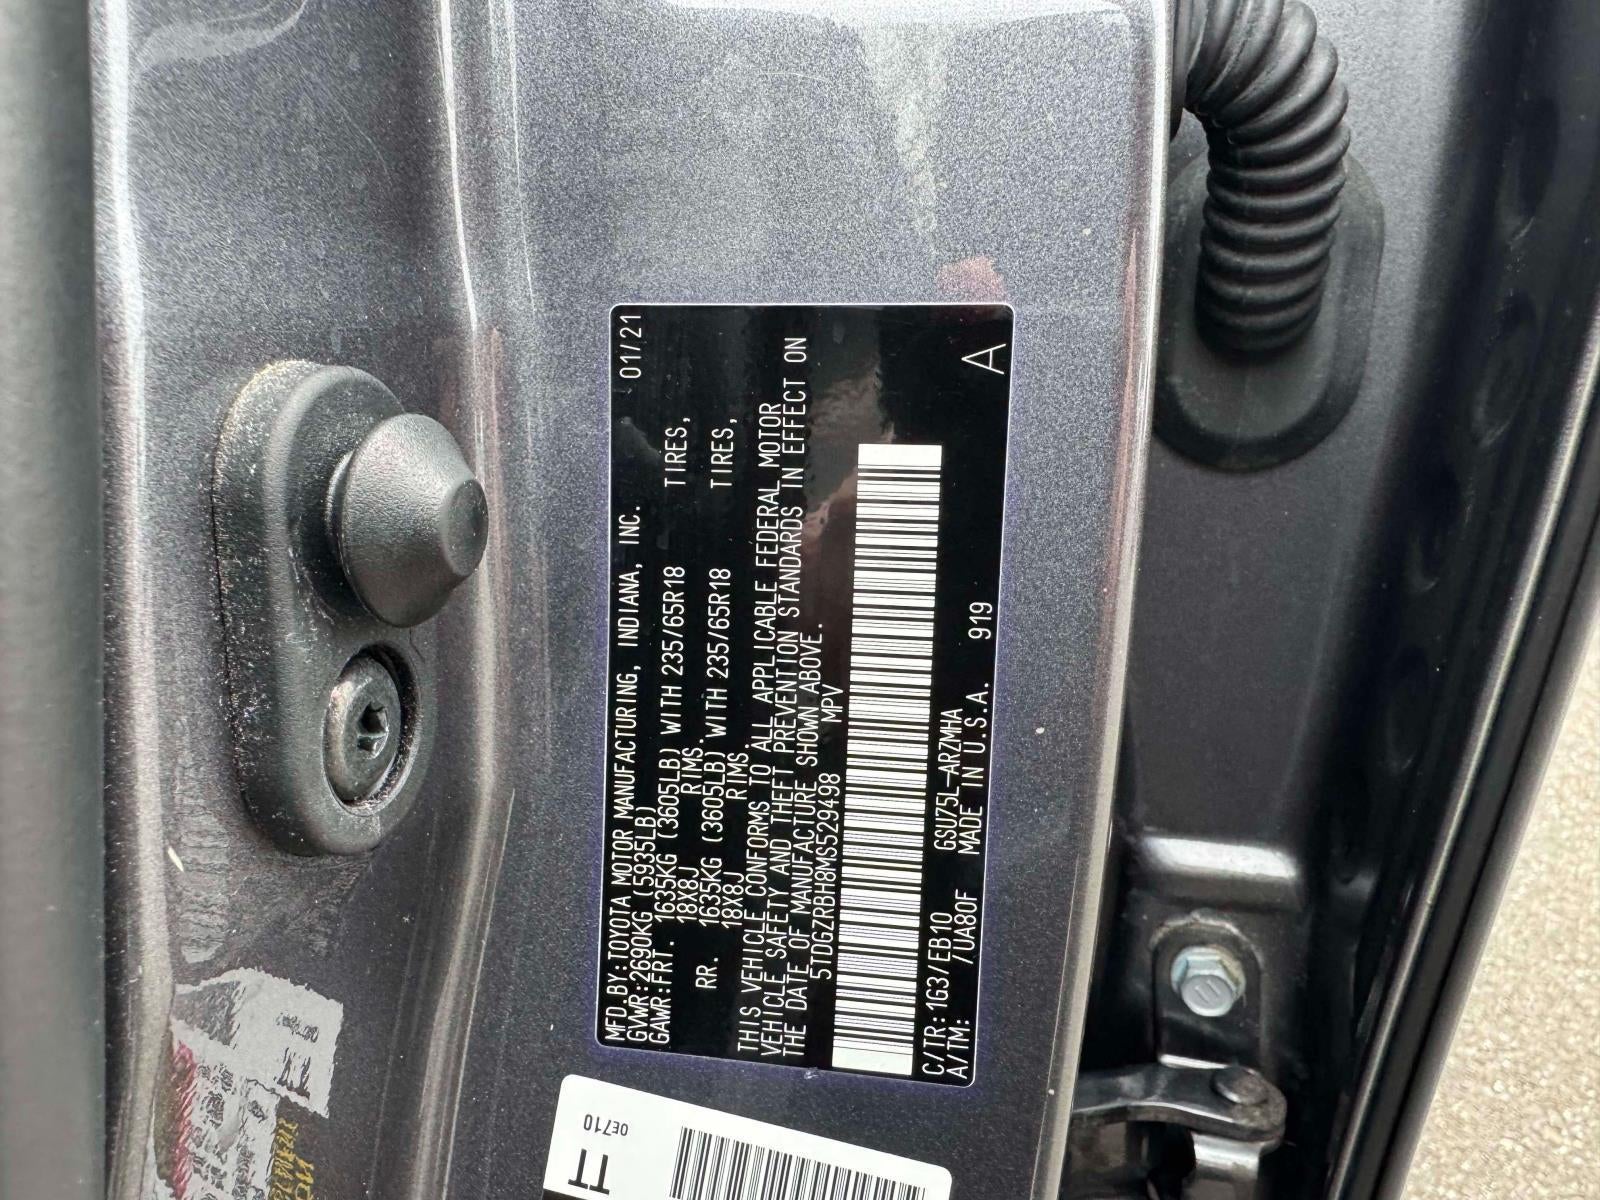 MFD.BY:TOYOTA MOTOR MANUFACTURING, INDIANA, INC. 01/21
GVWR:2690KG (5935LB)
GAWR:FRT. 1635KG (3605LB) WITH 235/65R18 TIRES,
18X8J RIMS
RR. 1635KG (3605LB) WITH 235/65R18 TIRES,
18X8J RIMS.
THIS VEHICLE CONFORMS TO ALL APPLICABLE FEDERAL MOTOR
VEHICLE SAFETY AND THEFT PREVENTION STANDARDS IN EFFECT ON
THE DATE OF MANUFACTURE SHOWN ABOVE.
5TDGZRBH8MS529498 MPV
C/TR:1G3/EB10 GSU75L-ARZMHA
A/TM: /UA80F MADE IN U.S.A. 919 A
0E710
TT